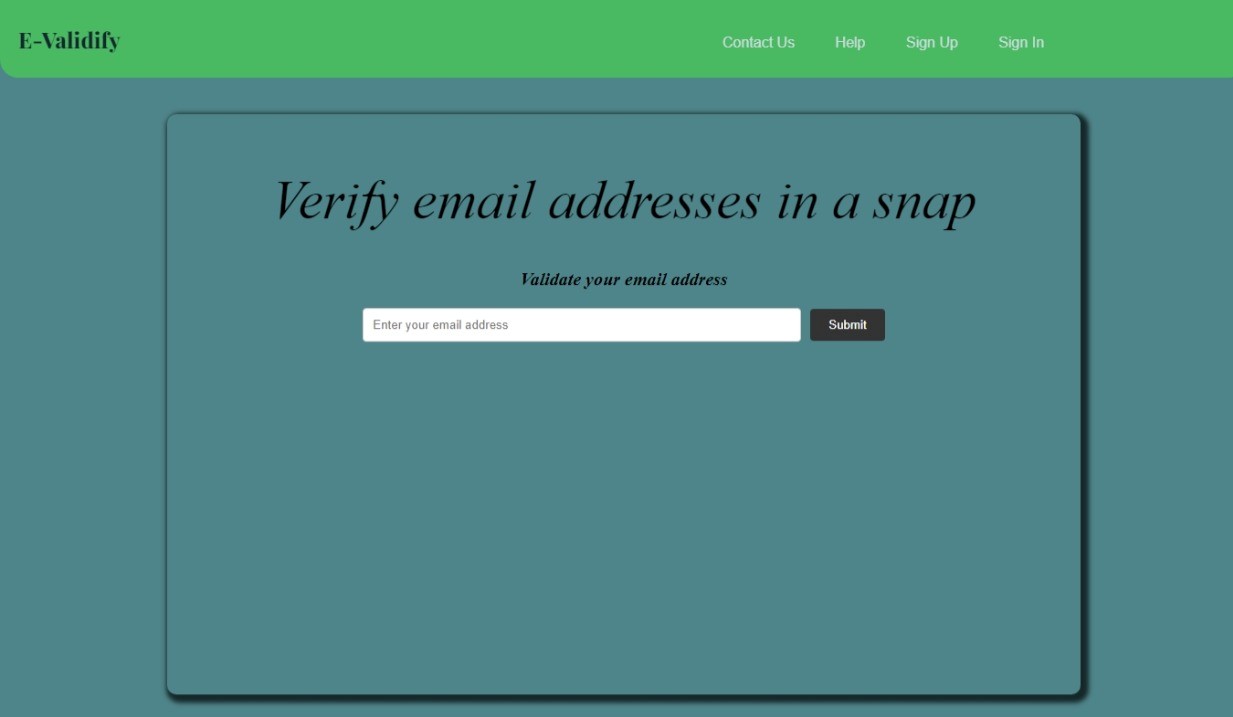 E-Validify
Contact Us Help Sign Up Sign In
Verify email addresses in a snap
Validate your email address
Enter your email address Submit